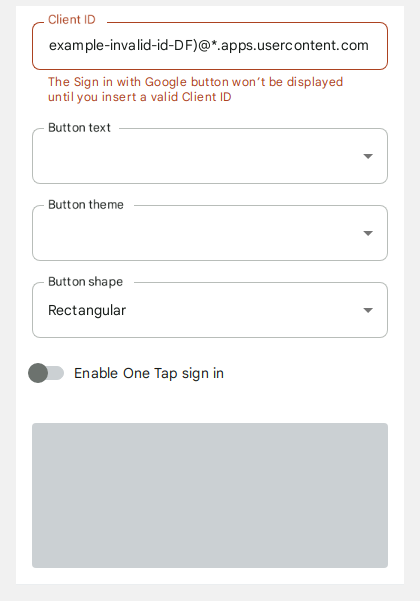 Client ID
example-invalid-id-DF)@*.apps.usercontent.com
The Sign in with Google button won't be displayed
until you insert a valid Client ID
Button text
Button theme
Button shape
Rectangular
Enable One Tap sign in